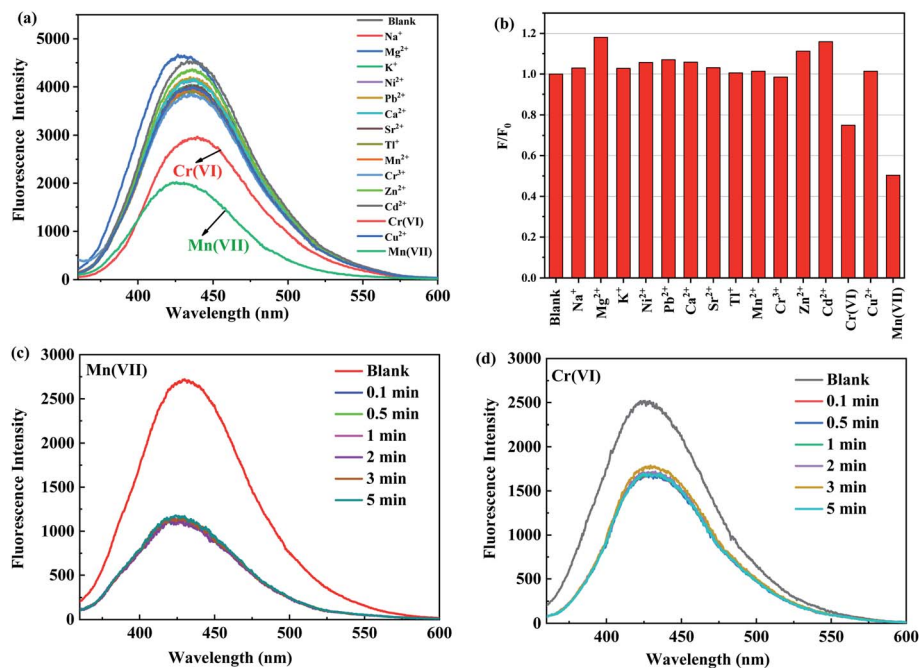 (a)
Fluorescence Intensity
5000
4000
3000
2000
1000
0
400
450
500
550
600
Wavelength (nm)
Cr(VI)
Mn(VII)
Blank
Na⁺
Mg²⁺
K⁺
Ni²⁺
Pb²⁺
Ca²⁺
Sr²⁺
Tl⁺
Mn²⁺
Cr³⁺
Zn²⁺
Cd²⁺
Cr(VI)
Cu²⁺
Mn(VII)
(b)
F/F₀
1.2
1.0
0.8
0.6
0.4
0.2
0.0
Blank
Na⁺
Mg²⁺
K⁺
Ni²⁺
Pb²⁺
Ca²⁺
Sr²⁺
Tl⁺
Mn²⁺
Cr³⁺
Zn²⁺
Cd²⁺
Cr(VI)
Cu²⁺
Mn(VII)
(c)
Mn(VII)
Fluorescence Intensity
3000
2500
2000
1500
1000
500
0
400
450
500
550
600
Wavelength (nm)
Blank
0.1 min
0.5 min
1 min
2 min
3 min
5 min
(d)
Cr(VI)
Fluorescence Intensity
3000
2500
2000
1500
1000
500
0
400
450
500
550
600
Wavelength (nm)
Blank
0.1 min
0.5 min
1 min
2 min
3 min
5 min